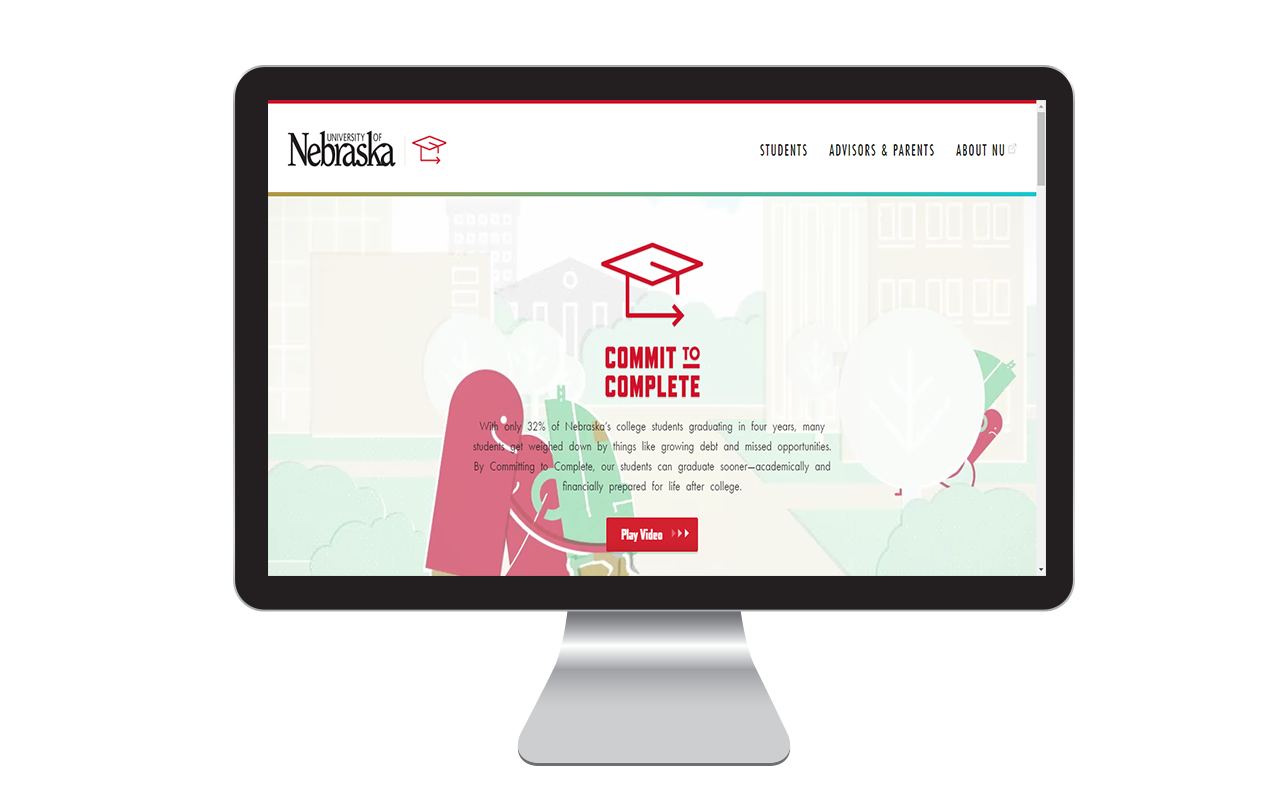 UNIVERSITY OF
Nebraska
STUDENTS ADVISORS & PARENTS ABOUT NU
COMMIT TO
COMPLETE
With only 32% of Nebraska's college students graduating in four years, many
students get weighed down by things like growing debt and missed opportunities.
By Committing to Complete, our students can graduate sooner—academically and
financially prepared for life after college.
Play Video